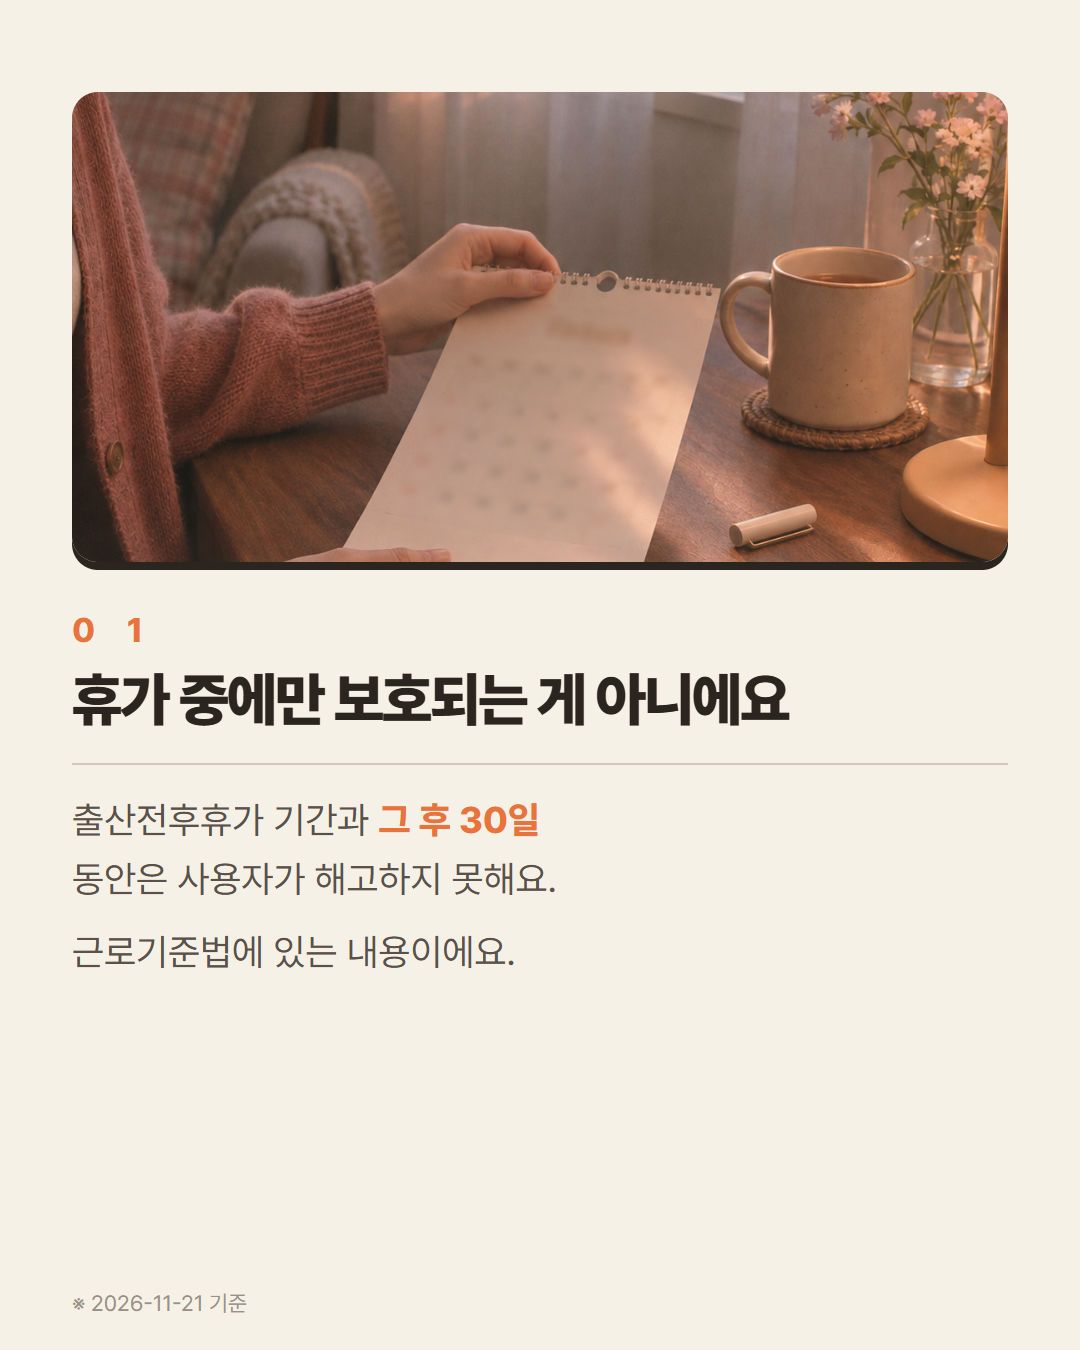 0 1
휴가 중에만 보호되는 게 아니에요
출산전후휴가 기간과 그 후 30일
동안은 사용자가 해고하지 못해요.
근로기준법에 있는 내용이에요.
※ 2026-11-21 기준